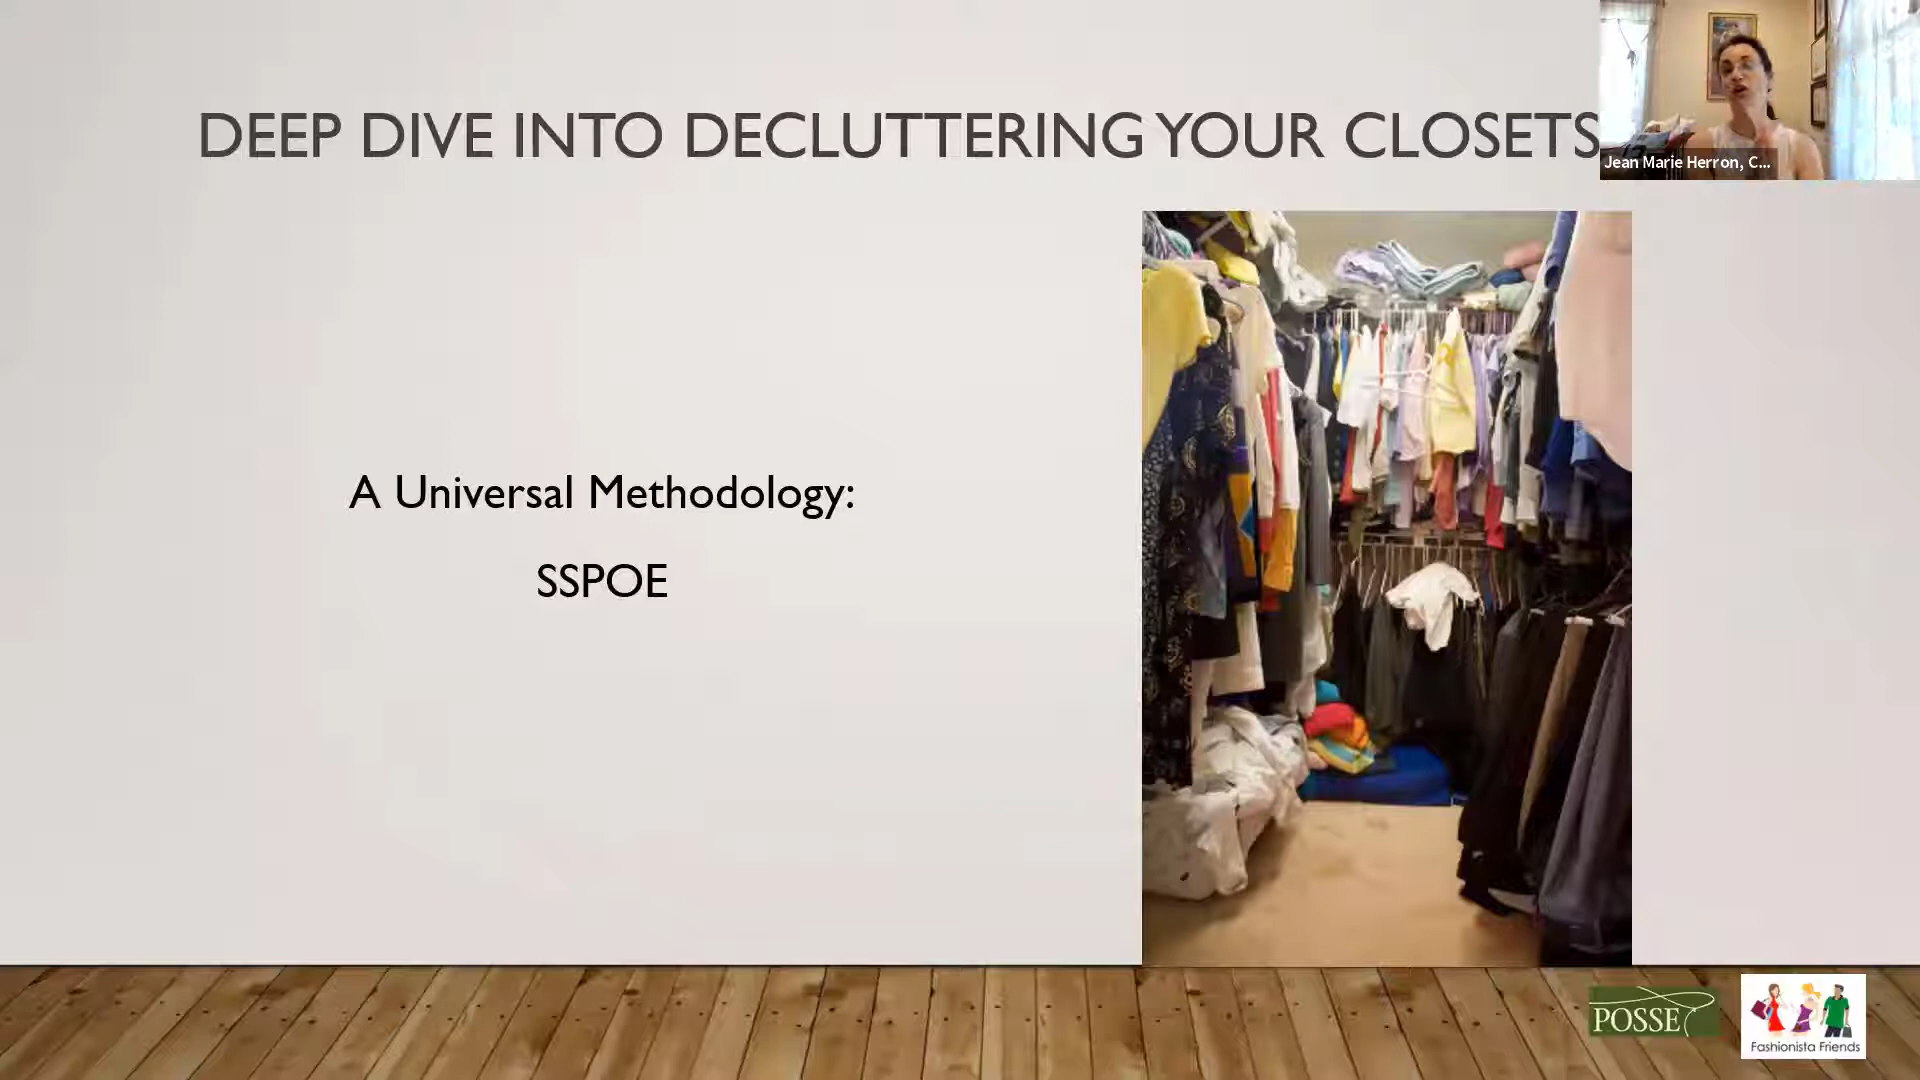 DEEP DIVE INTO DECLUTTERING YOUR CLOSETS
Jean Marie Herron, C...
A Universal Methodology:
SSPOE
POSSE
Fashionista Friends